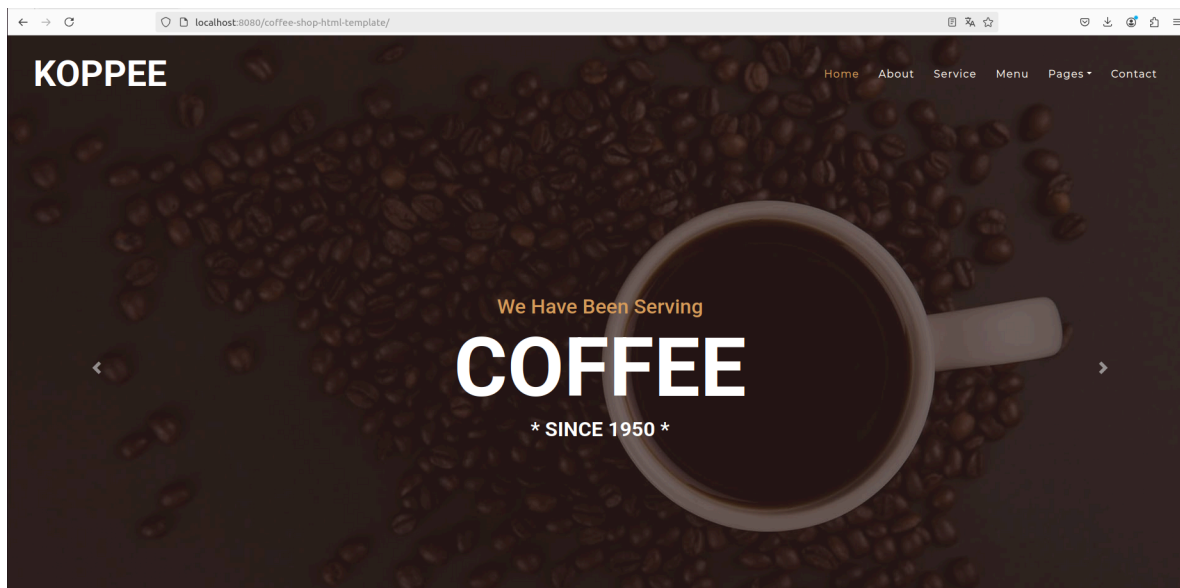 localhost:8080/coffee-shop-html-template/
KOPPEE
Home About Service Menu Pages Contact
We Have Been Serving
COFFEE
* SINCE 1950 *